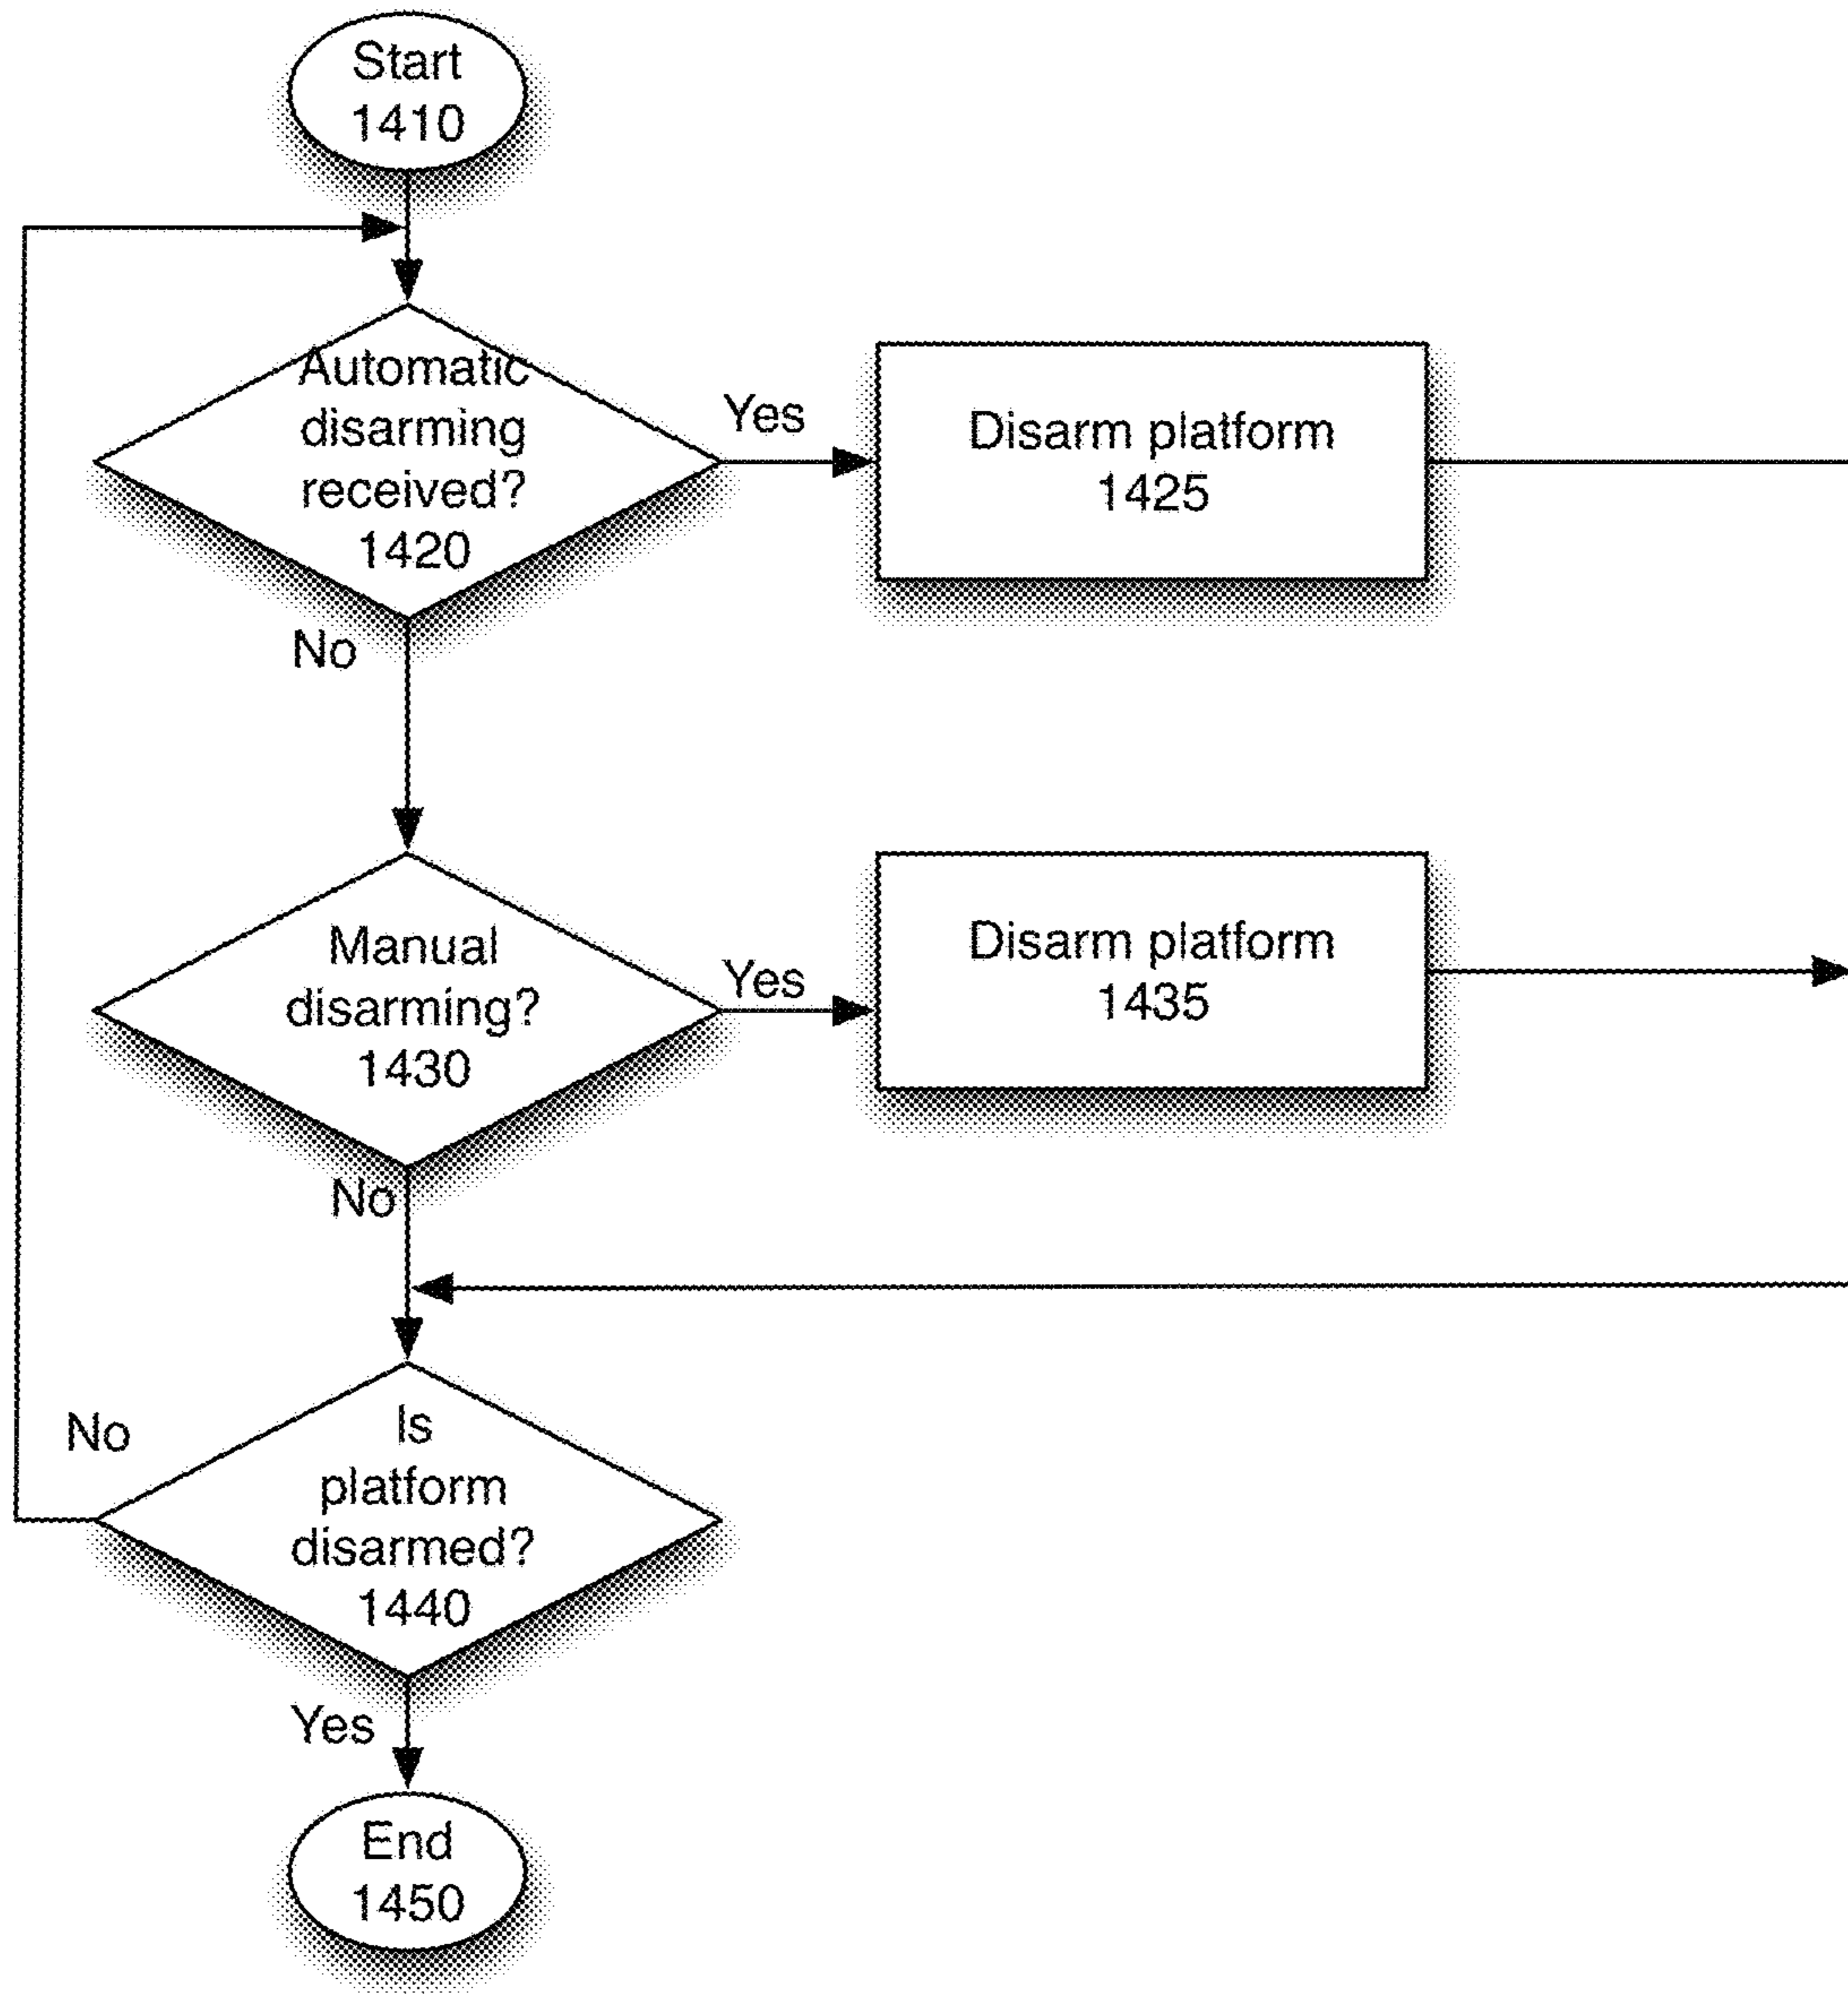 Start
1410
Automatic
disarming
received?
1420
Yes
Disarm platform
1425
No
Manual
disarming?
1430
Yes
Disarm platform
1435
No
Is
platform
disarmed?
1440
No
Yes
End
1450